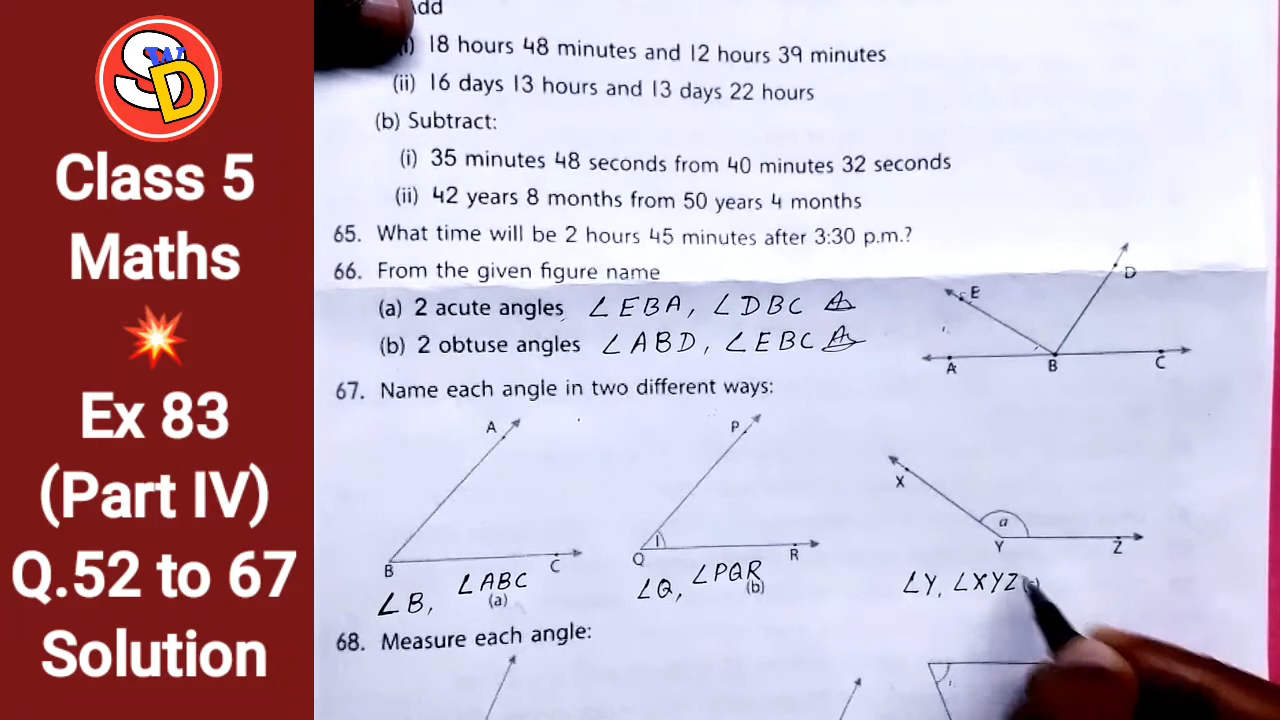 SWD
Class 5
Maths
Ex 83
(Part IV)
Q.52 to 67
Solution
18 hours 48 minutes and 12 hours 39 minutes
(ii) 16 days 13 hours and 13 days 22 hours
(b) Subtract:
(i) 35 minutes 48 seconds from 40 minutes 32 seconds
(ii) 42 years 8 months from 50 years 4 months
65. What time will be 2 hours 45 minutes after 3:30 p.m.?
66. From the given figure name
(a) 2 acute angles ∠EBA, ∠DBC
(b) 2 obtuse angles ∠ABD, ∠EBC
E D
A B C
67. Name each angle in two different ways:
A B C
P Q R 1
X Y Z a
∠B, ∠ABC
(a)
∠Q, ∠PQR
(b)
∠Y, ∠XYZ
68. Measure each angle: